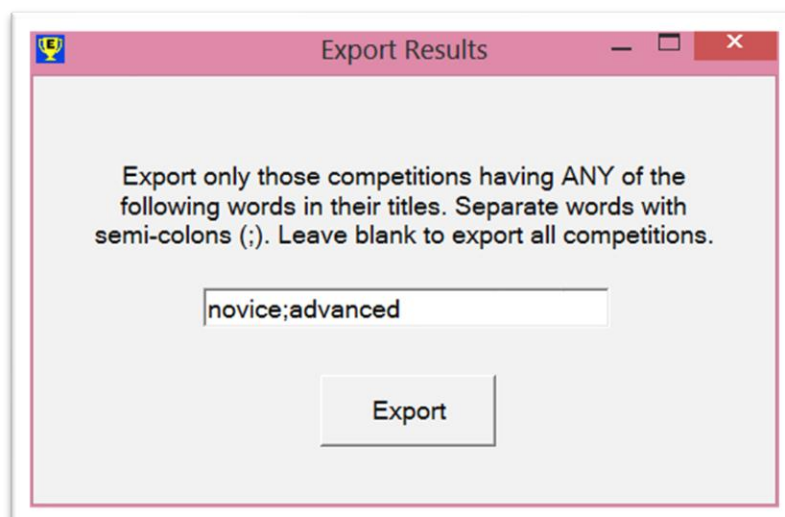 E
Export Results
Export only those competitions having ANY of the
following words in their titles. Separate words with
semi-colons (;). Leave blank to export all competitions.
novice;advanced
Export